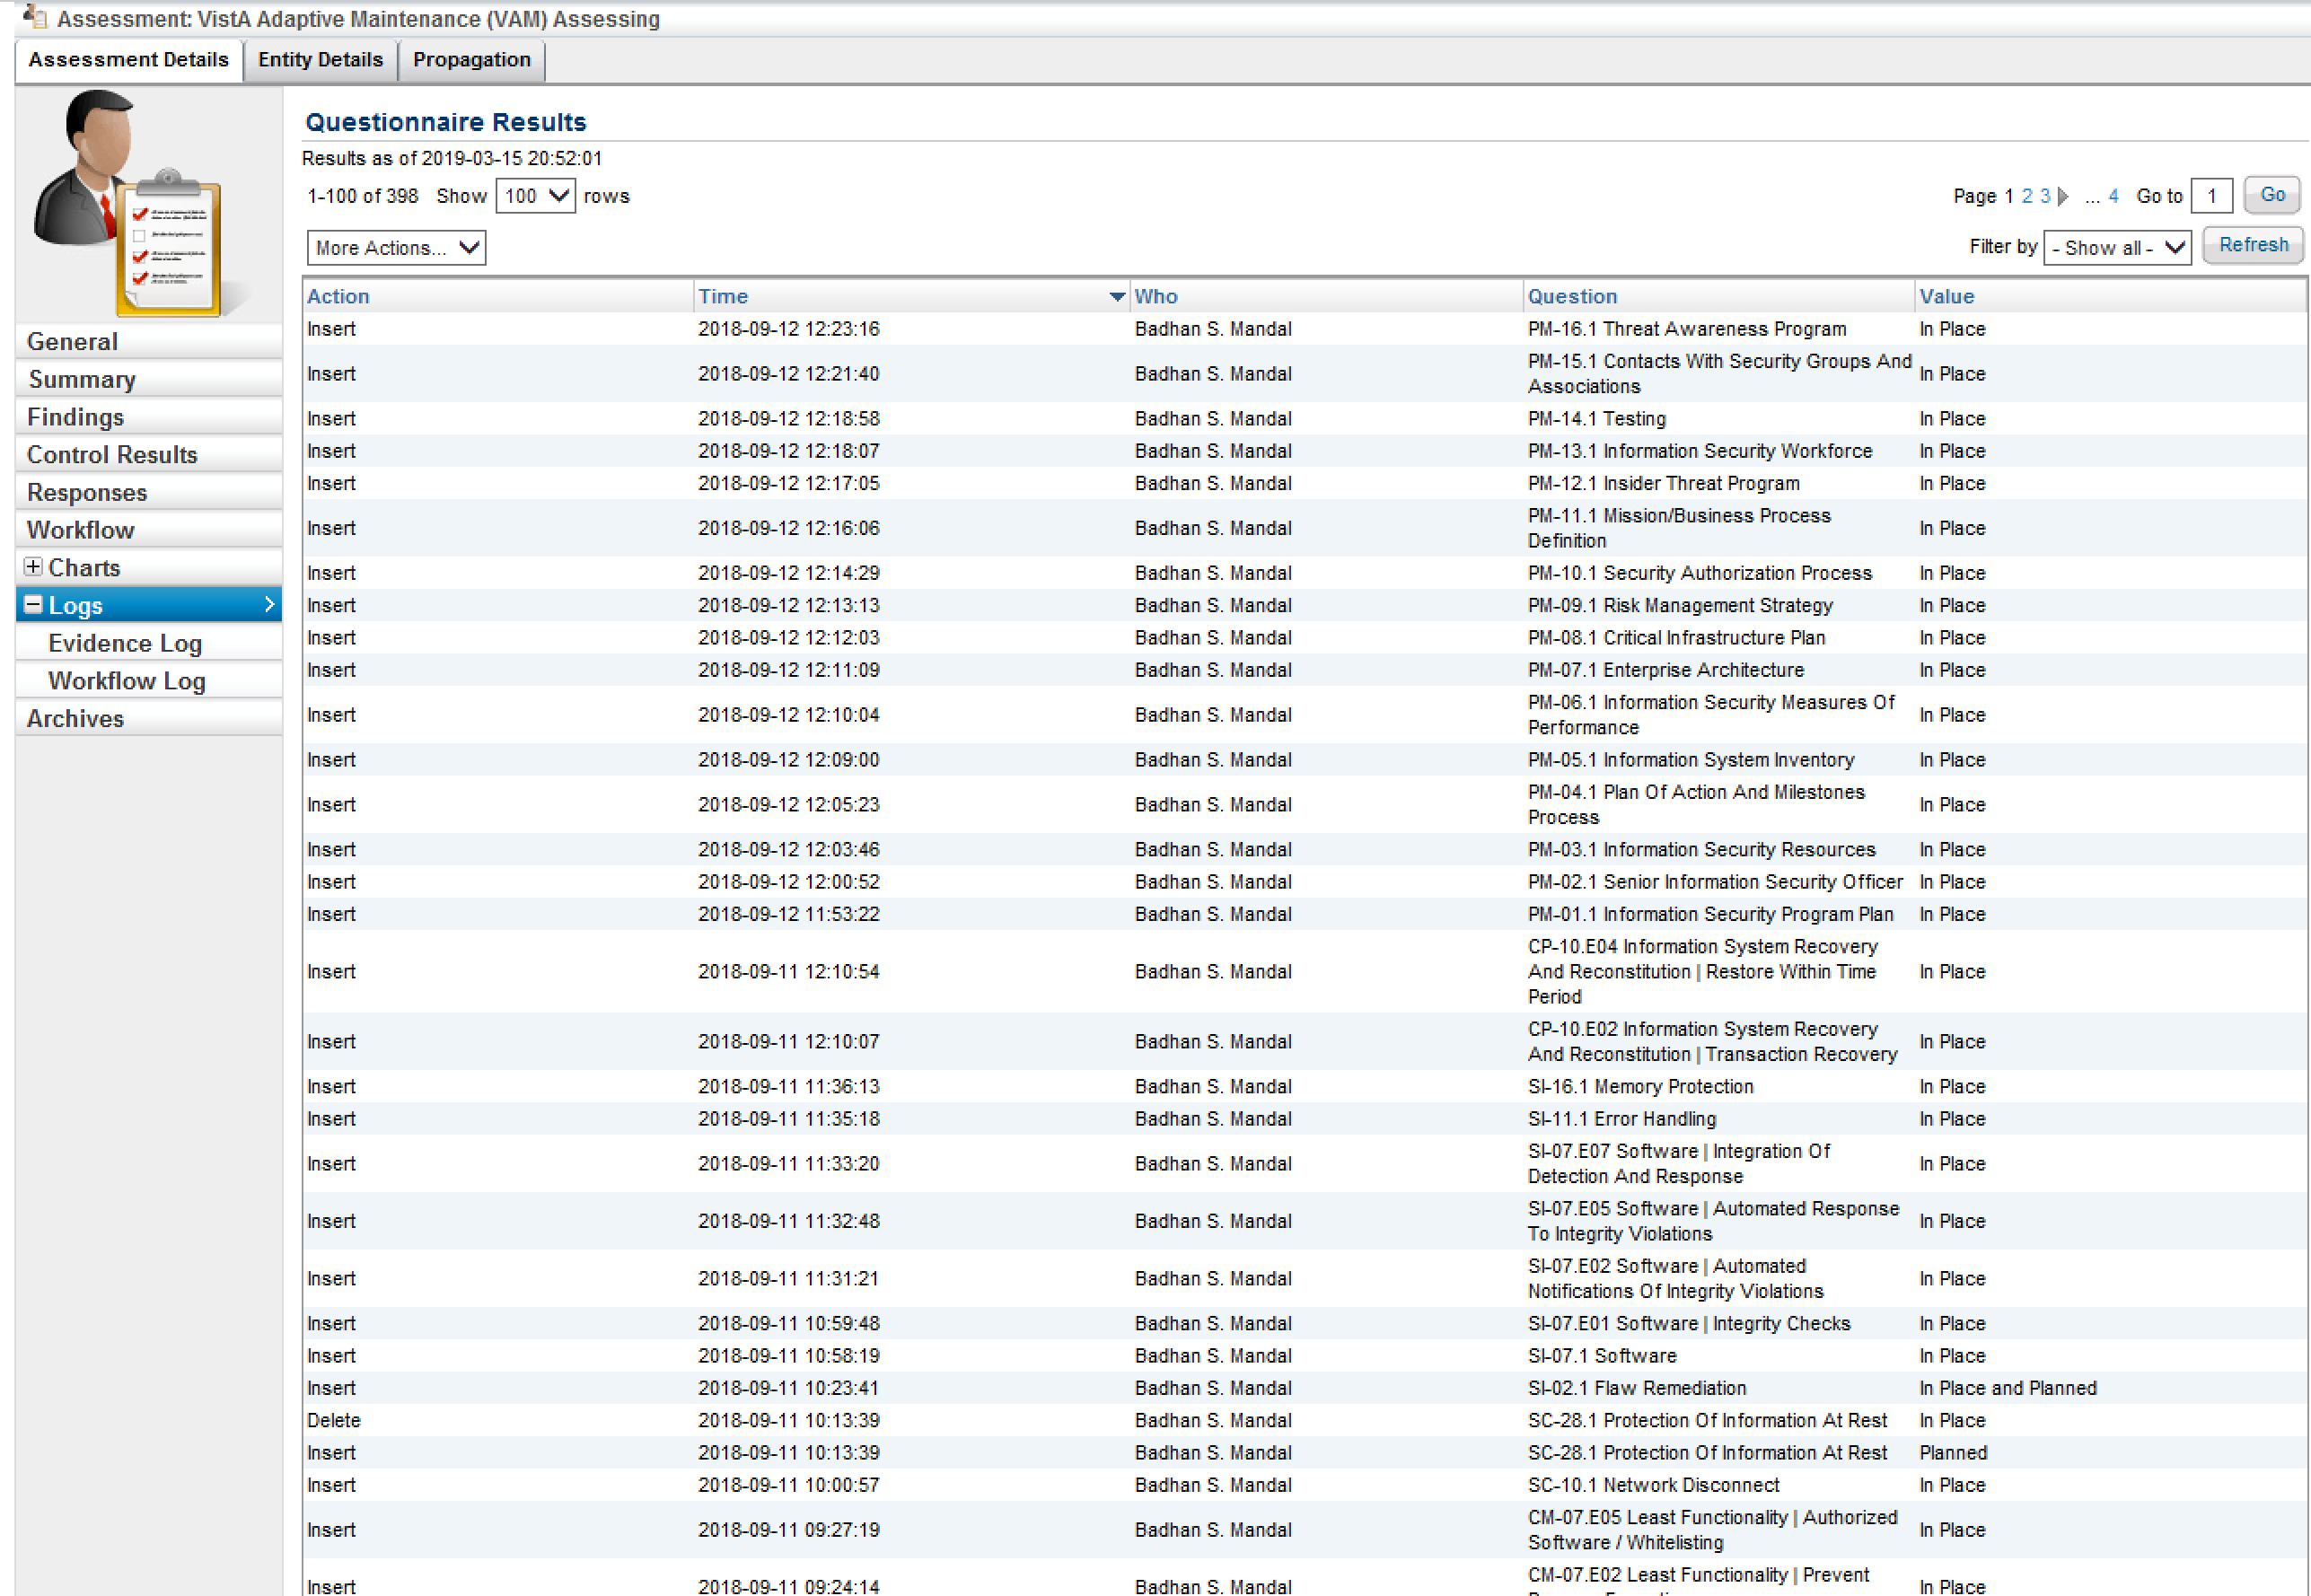 Assessment: VistA Adaptive Maintenance (VAM) Assessing
Assessment Details Entity Details Propagation
Questionnaire Results
Results as of 2019-03-15 20:52:01
1-100 of 398 Show 100 rows Page 1 2 3 ... 4 Go to 1 Go
More Actions... Filter by - Show all - Refresh
General
Summary
Findings
Control Results
Responses
Workflow
Charts
Logs
Evidence Log
Workflow Log
Archives
Action Time Who Question Value
Insert 2018-09-12 12:23:16 Badhan S. Mandal PM-16.1 Threat Awareness Program In Place
Insert 2018-09-12 12:21:40 Badhan S. Mandal PM-15.1 Contacts With Security Groups And In Place
Associations
Insert 2018-09-12 12:18:58 Badhan S. Mandal PM-14.1 Testing In Place
Insert 2018-09-12 12:18:07 Badhan S. Mandal PM-13.1 Information Security Workforce In Place
Insert 2018-09-12 12:17:05 Badhan S. Mandal PM-12.1 Insider Threat Program In Place
Insert 2018-09-12 12:16:06 Badhan S. Mandal PM-11.1 Mission/Business Process In Place
Definition
Insert 2018-09-12 12:14:29 Badhan S. Mandal PM-10.1 Security Authorization Process In Place
Insert 2018-09-12 12:13:13 Badhan S. Mandal PM-09.1 Risk Management Strategy In Place
Insert 2018-09-12 12:12:03 Badhan S. Mandal PM-08.1 Critical Infrastructure Plan In Place
Insert 2018-09-12 12:11:09 Badhan S. Mandal PM-07.1 Enterprise Architecture In Place
Insert 2018-09-12 12:10:04 Badhan S. Mandal PM-06.1 Information Security Measures Of In Place
Performance
Insert 2018-09-12 12:09:00 Badhan S. Mandal PM-05.1 Information System Inventory In Place
Insert 2018-09-12 12:05:23 Badhan S. Mandal PM-04.1 Plan Of Action And Milestones In Place
Process
Insert 2018-09-12 12:03:46 Badhan S. Mandal PM-03.1 Information Security Resources In Place
Insert 2018-09-12 12:00:52 Badhan S. Mandal PM-02.1 Senior Information Security Officer In Place
Insert 2018-09-12 11:53:22 Badhan S. Mandal PM-01.1 Information Security Program Plan In Place
Insert 2018-09-11 12:10:54 Badhan S. Mandal CP-10.E04 Information System Recovery In Place
And Reconstitution | Restore Within Time
Period
Insert 2018-09-11 12:10:07 Badhan S. Mandal CP-10.E02 Information System Recovery In Place
And Reconstitution | Transaction Recovery
Insert 2018-09-11 11:36:13 Badhan S. Mandal SI-16.1 Memory Protection In Place
Insert 2018-09-11 11:35:18 Badhan S. Mandal SI-11.1 Error Handling In Place
Insert 2018-09-11 11:33:20 Badhan S. Mandal SI-07.E07 Software | Integration Of In Place
Detection And Response
Insert 2018-09-11 11:32:48 Badhan S. Mandal SI-07.E05 Software | Automated Response In Place
To Integrity Violations
Insert 2018-09-11 11:31:21 Badhan S. Mandal SI-07.E02 Software | Automated In Place
Notifications Of Integrity Violations
Insert 2018-09-11 10:59:48 Badhan S. Mandal SI-07.E01 Software | Integrity Checks In Place
Insert 2018-09-11 10:58:19 Badhan S. Mandal SI-07.1 Software In Place
Insert 2018-09-11 10:23:41 Badhan S. Mandal SI-02.1 Flaw Remediation In Place and Planned
Delete 2018-09-11 10:13:39 Badhan S. Mandal SC-28.1 Protection Of Information At Rest In Place
Insert 2018-09-11 10:13:39 Badhan S. Mandal SC-28.1 Protection Of Information At Rest Planned
Insert 2018-09-11 10:00:57 Badhan S. Mandal SC-10.1 Network Disconnect In Place
Insert 2018-09-11 09:27:19 Badhan S. Mandal CM-07.E05 Least Functionality | Authorized In Place
Software / Whitelisting
Insert 2018-09-11 09:24:14 Badhan S. Mandal CM-07.E02 Least Functionality | Prevent In Place